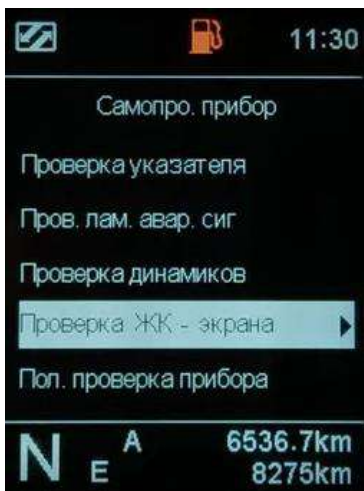 11:30
Самопро. прибор
Проверка указателя
Пров. лам. авар. сиг
Проверка динамиков
Проверка ЖК - экрана
Пол. проверка прибора
N E A 6536.7km
8275km